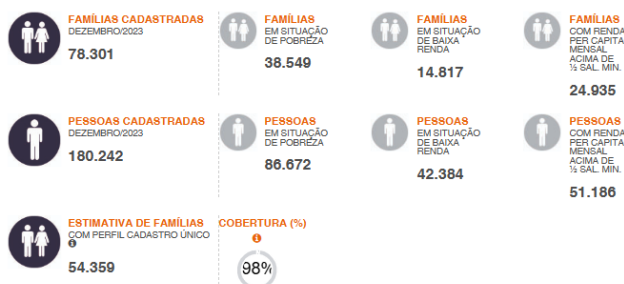 FAMÍLIAS CADASTRADAS
DEZEMBRO/2023
78.301
FAMÍLIAS
EM SITUAÇÃO
DE POBREZA
38.549
FAMÍLIAS
EM SITUAÇÃO
DE BAIXA
RENDA
14.817
FAMÍLIAS
COM RENDA
PER CAPITA
MENSAL
ACIMA DE
½ SAL. MIN.
24.935
PESSOAS CADASTRADAS
DEZEMBRO/2023
180.242
PESSOAS
EM SITUAÇÃO
DE POBREZA
86.672
PESSOAS
EM SITUAÇÃO
DE BAIXA
RENDA
42.384
PESSOAS
COM RENDA
PER CAPITA
MENSAL
ACIMA DE
½ SAL. MIN.
51.186
ESTIMATIVA DE FAMÍLIAS
COM PERFIL CADASTRO ÚNICO
54.359
COBERTURA (%)
98%